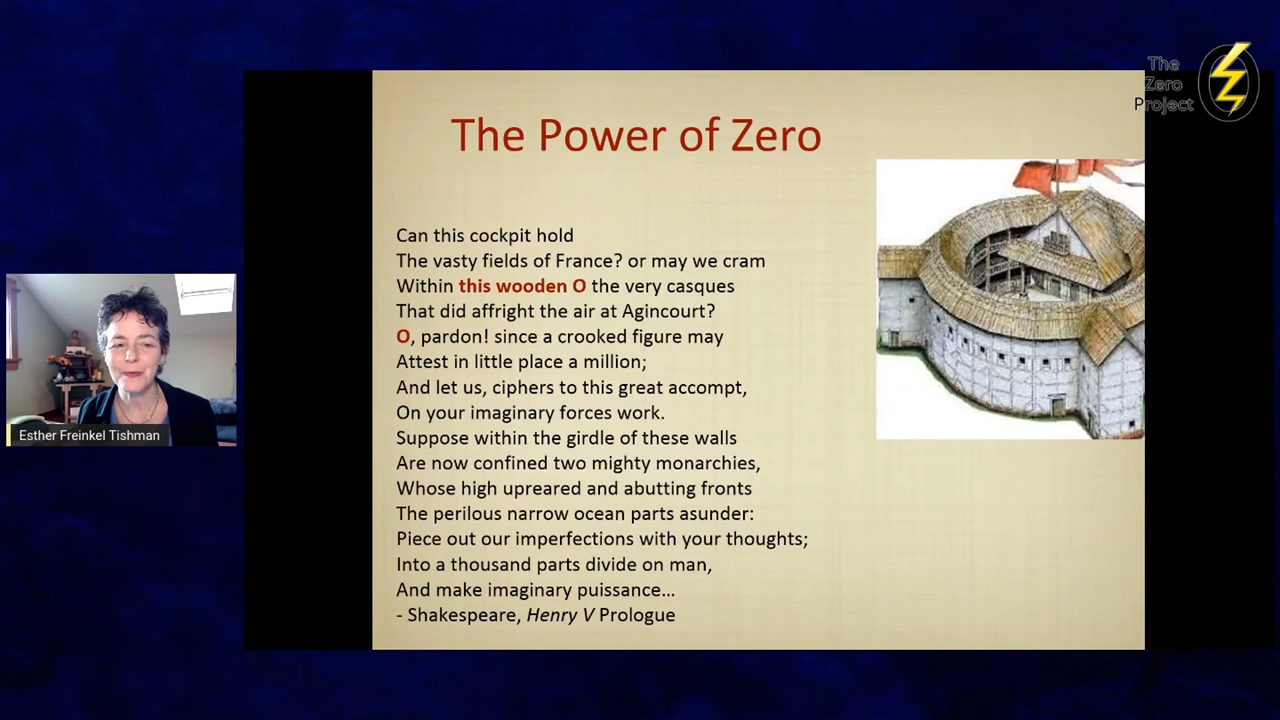 The
Zero
Project
The Power of Zero
Can this cockpit hold
The vasty fields of France? or may we cram
Within this wooden O the very casques
That did affright the air at Agincourt?
O, pardon! since a crooked figure may
Attest in little place a million;
And let us, ciphers to this great accompt,
On your imaginary forces work.
Suppose within the girdle of these walls
Are now confined two mighty monarchies,
Whose high upreared and abutting fronts
The perilous narrow ocean parts asunder:
Piece out our imperfections with your thoughts;
Into a thousand parts divide on man,
And make imaginary puissance...
- Shakespeare, Henry V Prologue
Esther Freinkel Tishman